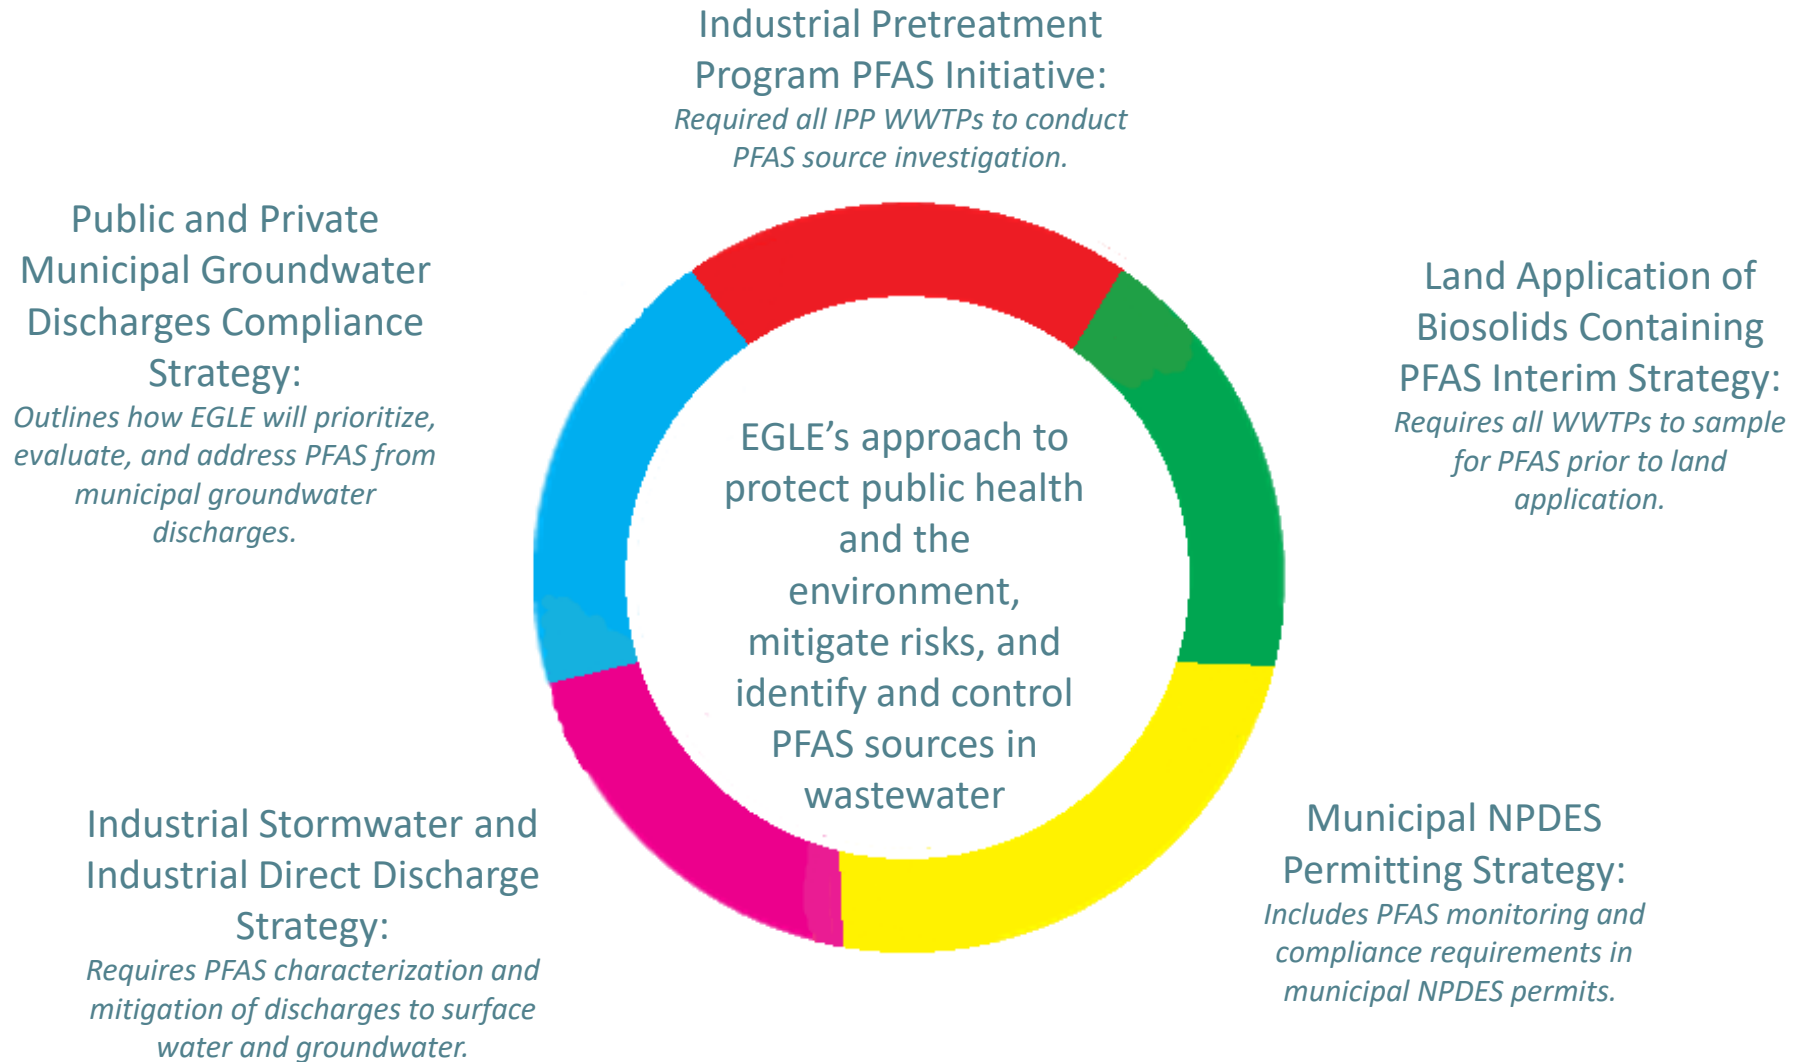 Industrial Pretreatment
Program PFAS Initiative:
Required all IPP WWTPs to conduct
PFAS source investigation.
Public and Private
Municipal Groundwater
Discharges Compliance
Strategy:
Outlines how EGLE will prioritize,
evaluate, and address PFAS from
municipal groundwater
discharges.
Land Application of
Biosolids Containing
PFAS Interim Strategy:
Requires all WWTPs to sample
for PFAS prior to land
application.
EGLE’s approach to
protect public health
and the
environment,
mitigate risks, and
identify and control
PFAS sources in
wastewater
Industrial Stormwater and
Industrial Direct Discharge
Strategy:
Requires PFAS characterization and
mitigation of discharges to surface
water and groundwater.
Municipal NPDES
Permitting Strategy:
Includes PFAS monitoring and
compliance requirements in
municipal NPDES permits.